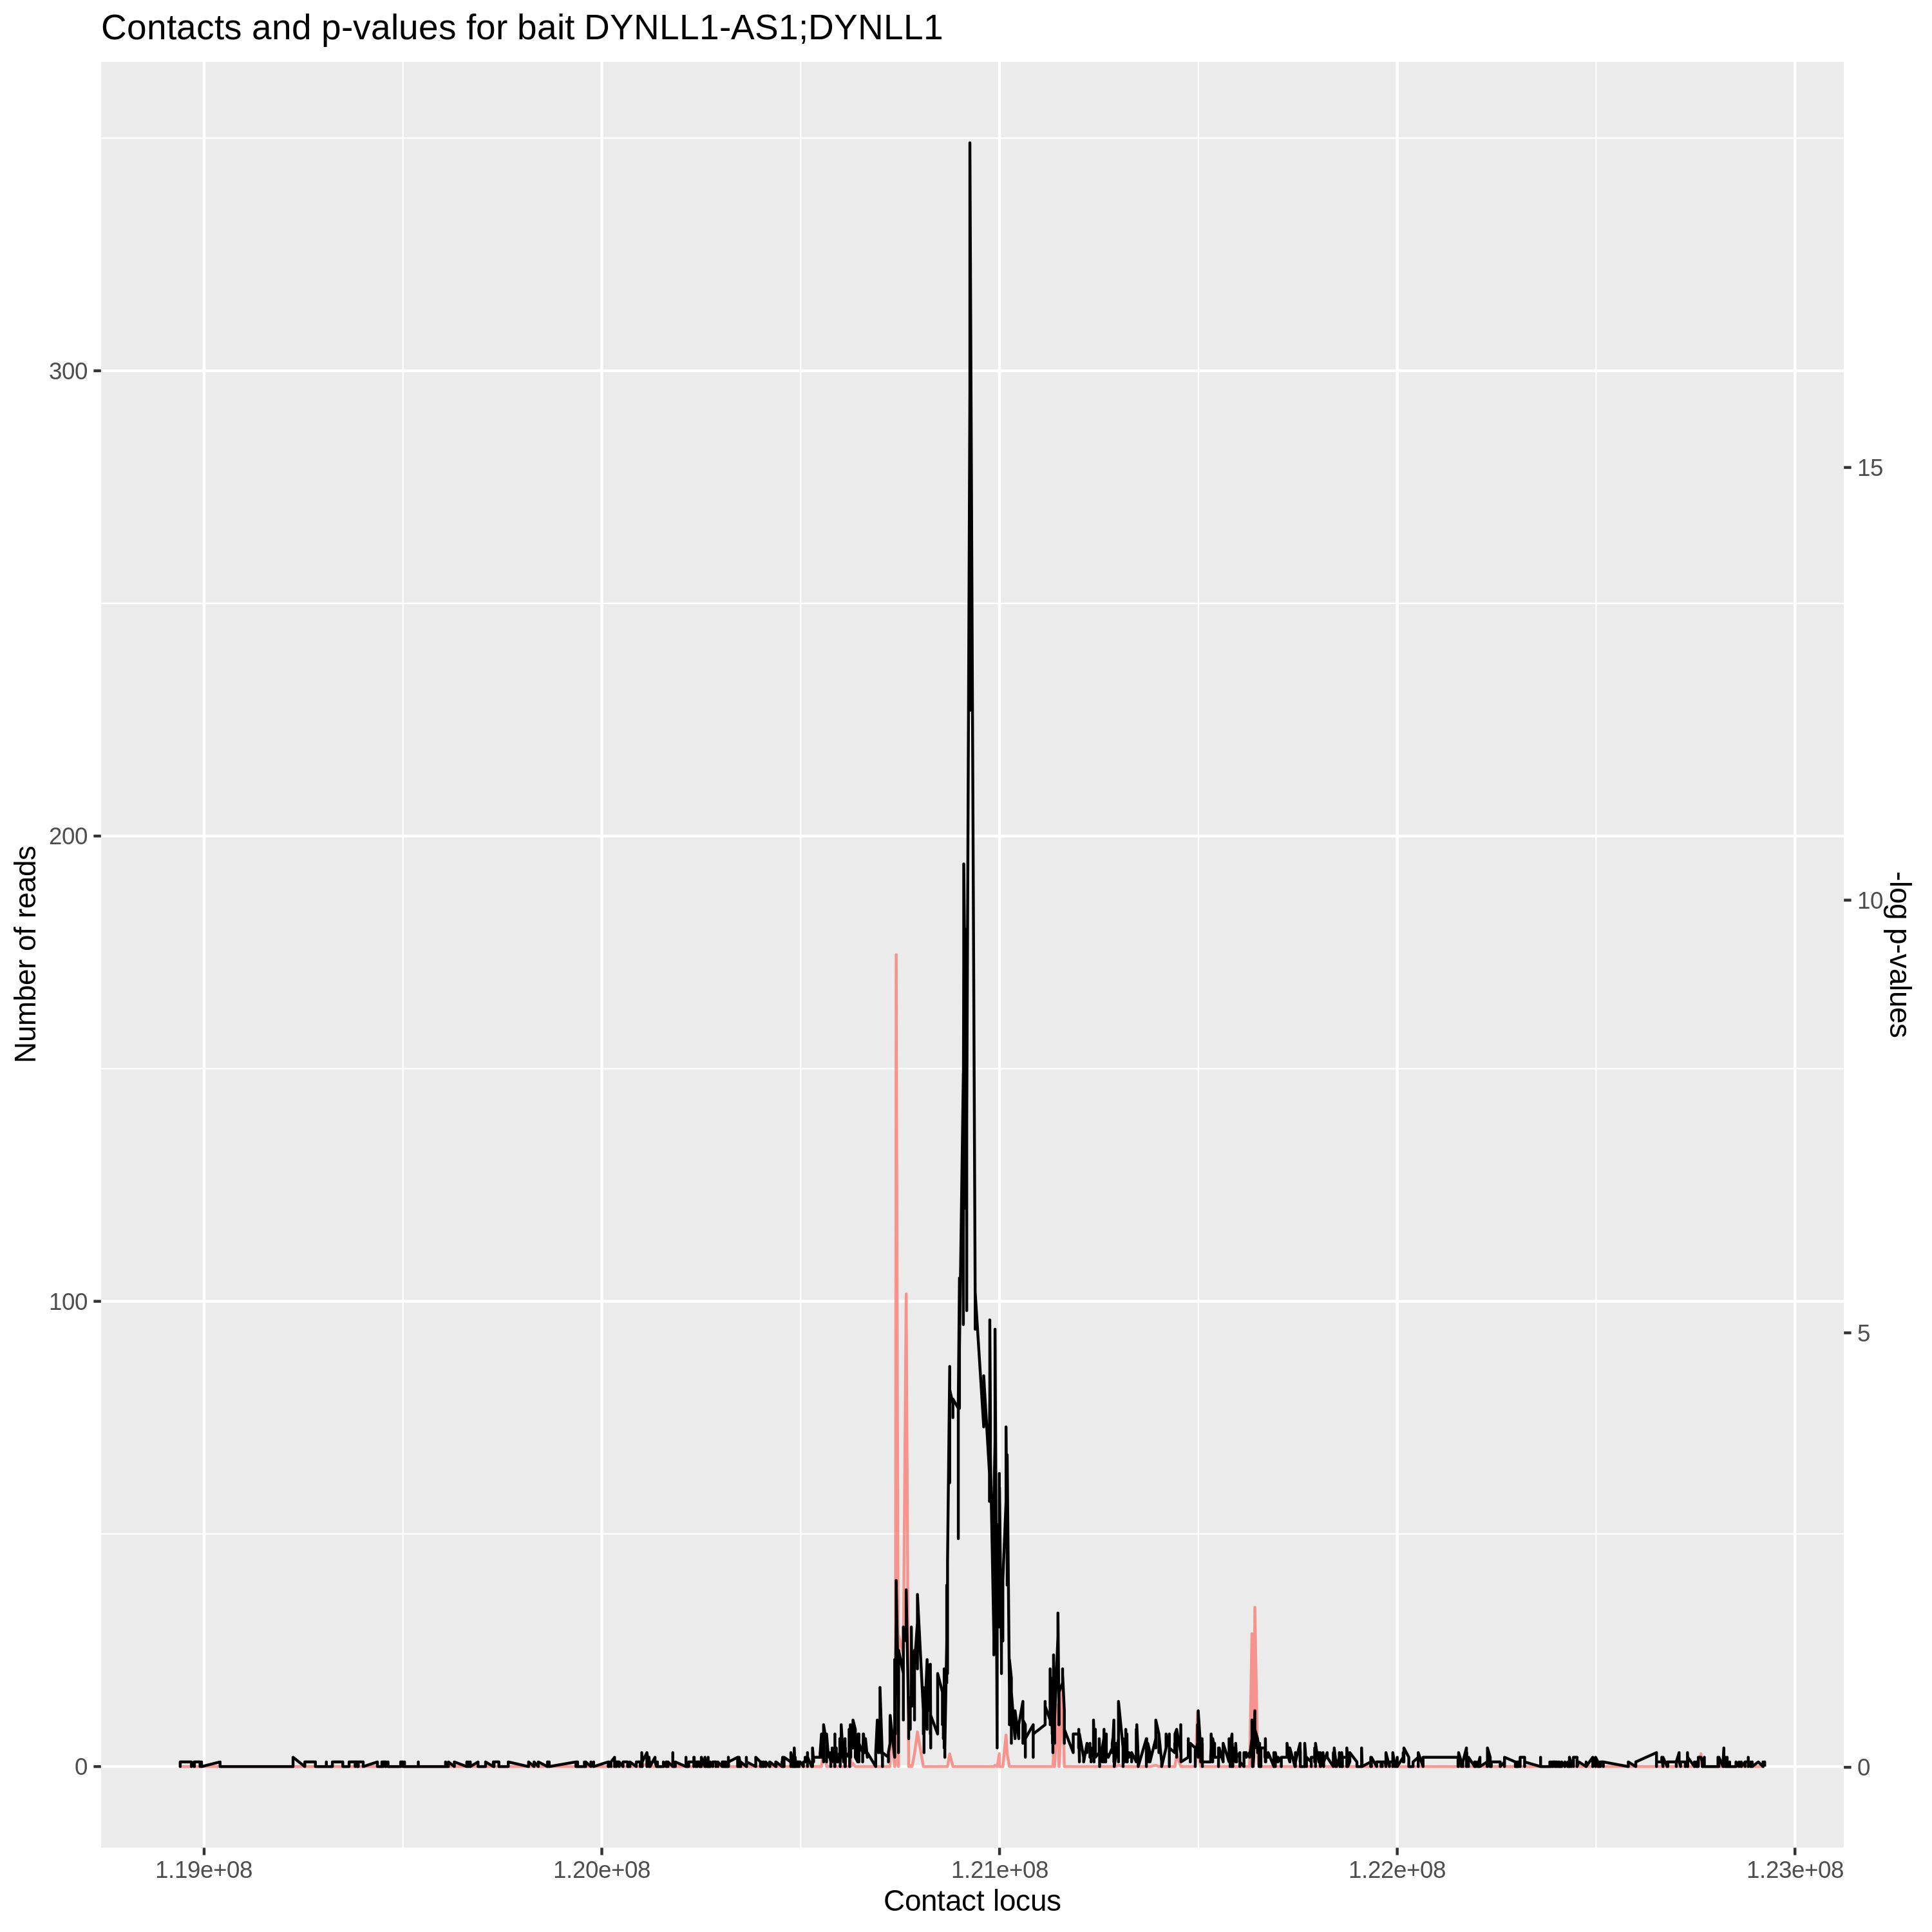 Contacts and p-values for bait DYNLL1-AS1;DYNLL1
Number of reads
300
200
100
0
15
10
5
0
-log p-values
1.19e+08 1.20e+08 1.21e+08 1.22e+08 1.23e+08
Contact locus